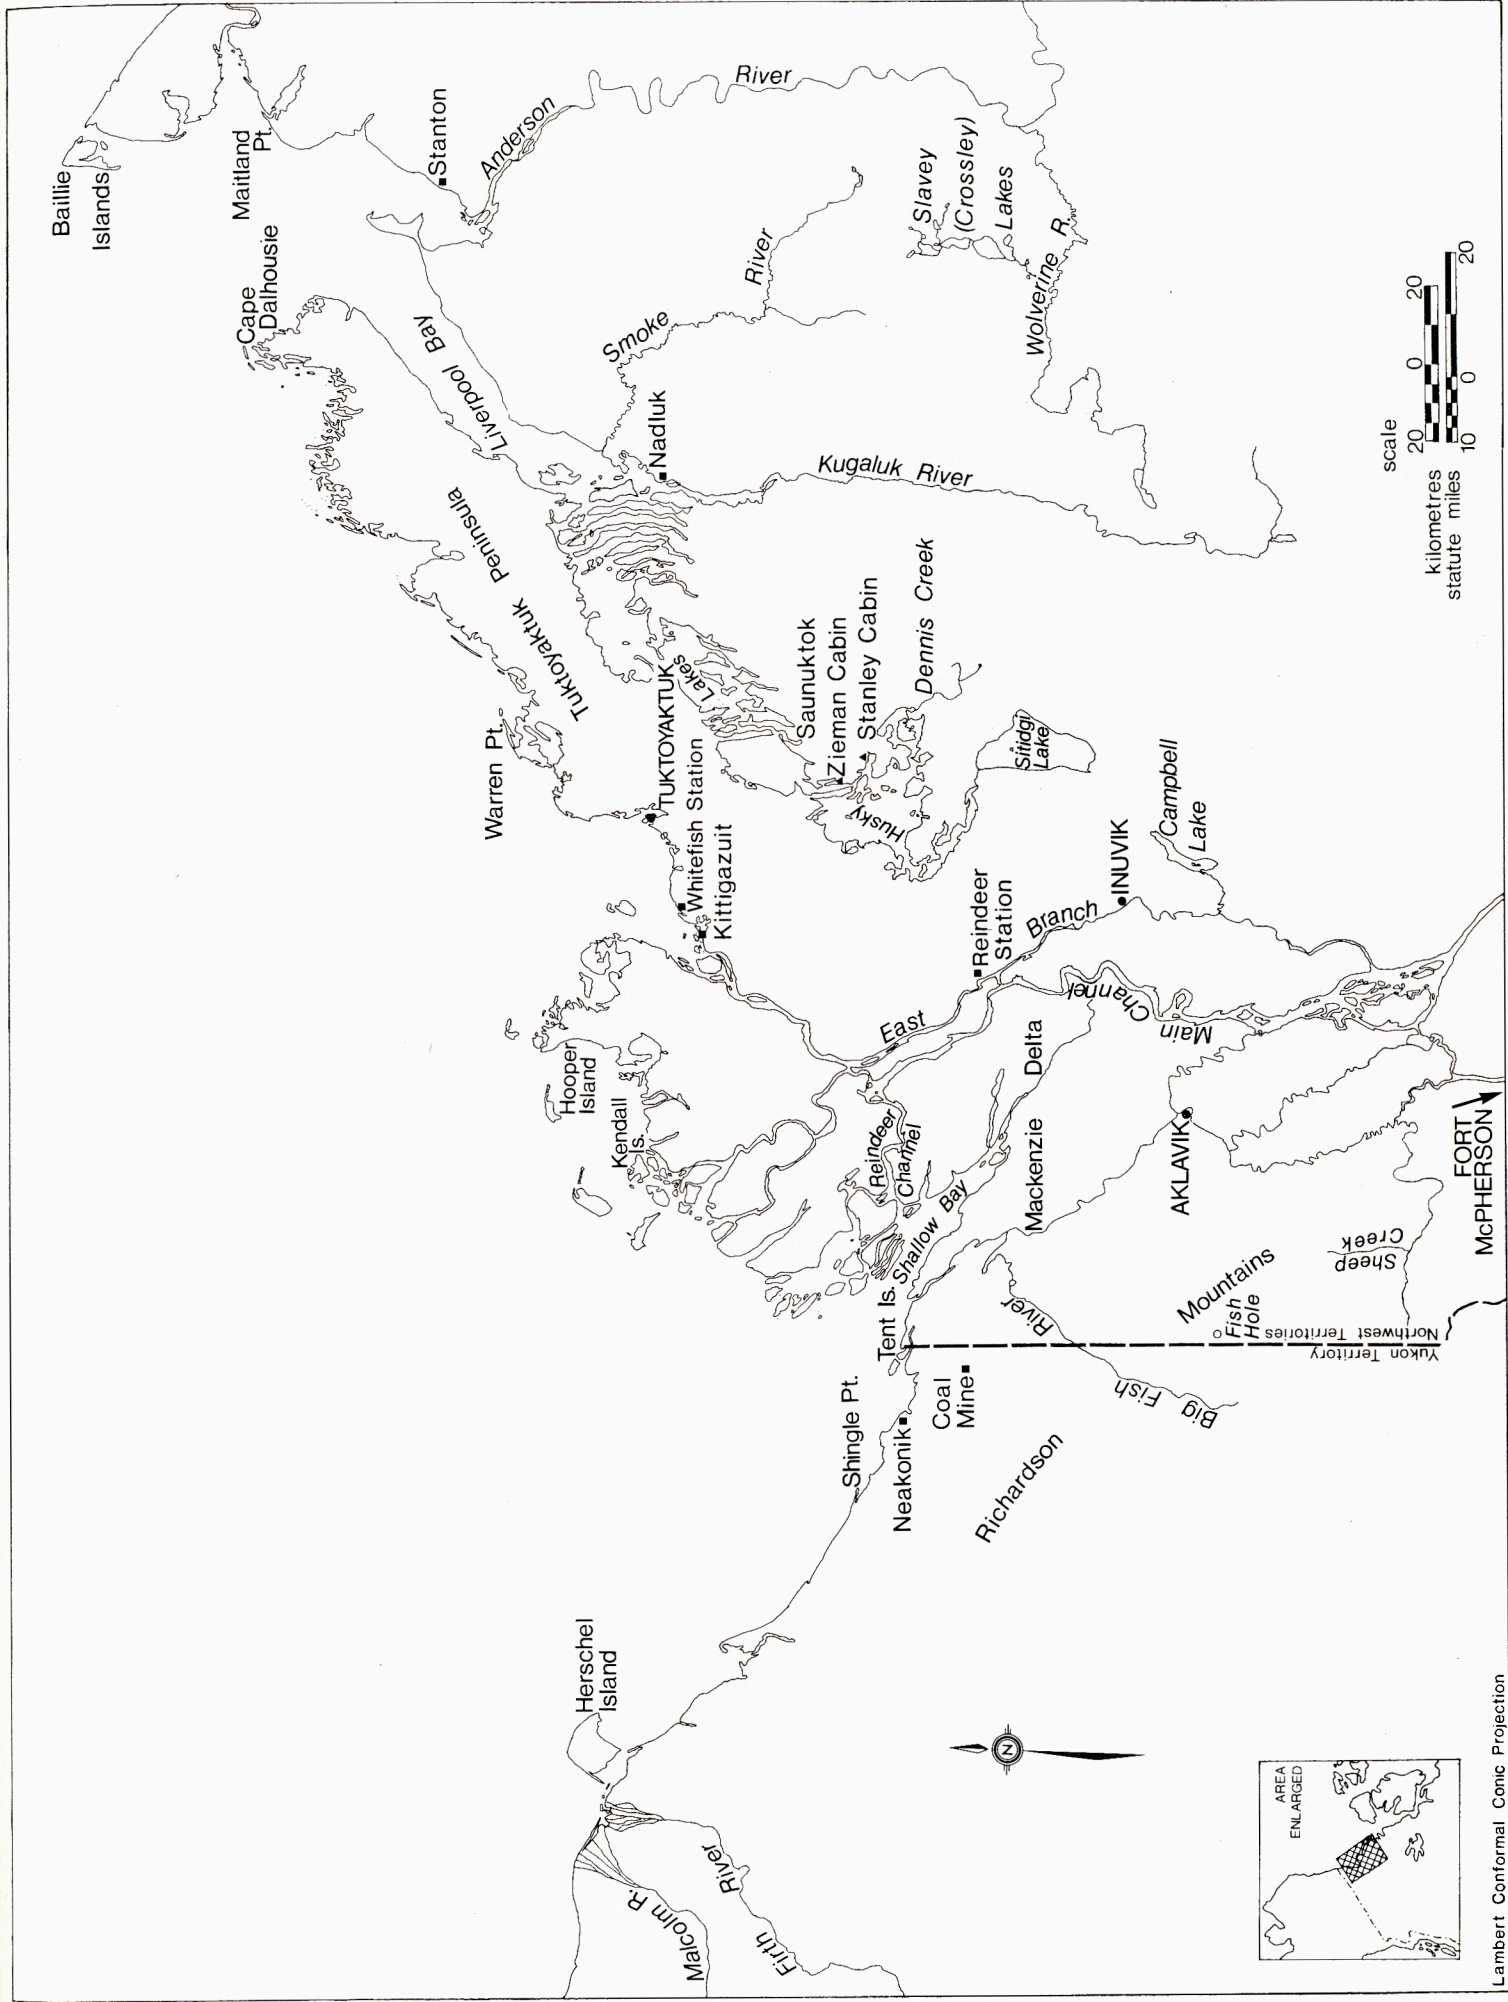 Baillie
Islands
Maitland
Pt.
Cape
Dalhousie
Stanton
Anderson
River
Liverpool Bay
Smoke
River
Slavey
(Crossley)
Lakes
Wolverine R.
Nadluk
Kugaluk River
Tuktoyaktuk Peninsula
Warren Pt.
TUKTOYAKTUK
Whitefish Station
Kittigazuit
Husky
Lakes
Saunuktok
Zieman Cabin
Stanley Cabin
Dennis Creek
Sitidgi
Lake
Campbell
Lake
INUVIK
Reindeer
Station
East
Branch
Main
Channel
Hooper
Island
Kendall
Is.
Reindeer
Channel
Shallow Bay
Mackenzie Delta
AKLAVIK
FORT
McPHERSON
Sheep
Creek
Tent Is.
Shingle Pt.
Neakonik
Coal
Mine
Richardson
Mountains
Fish
Hole
Big Fish River
Yukon Territory
Northwest Territories
Herschel
Island
Malcolm R.
Firth River
N
AREA
ENLARGED
scale
20 0 20
kilometres
statute miles
10 0 20
Lambert Conformal Conic Projection